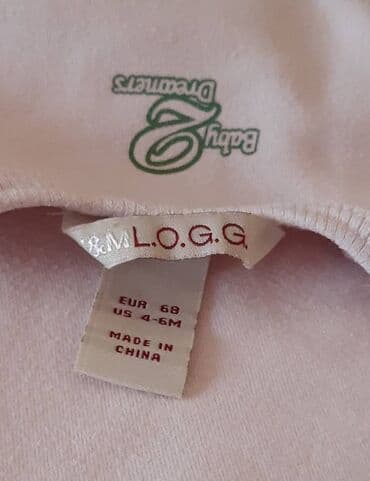 Baby
Dreamers
H&M L.O.G.G.
EUR 68
US 4-6M
MADE IN
CHINA